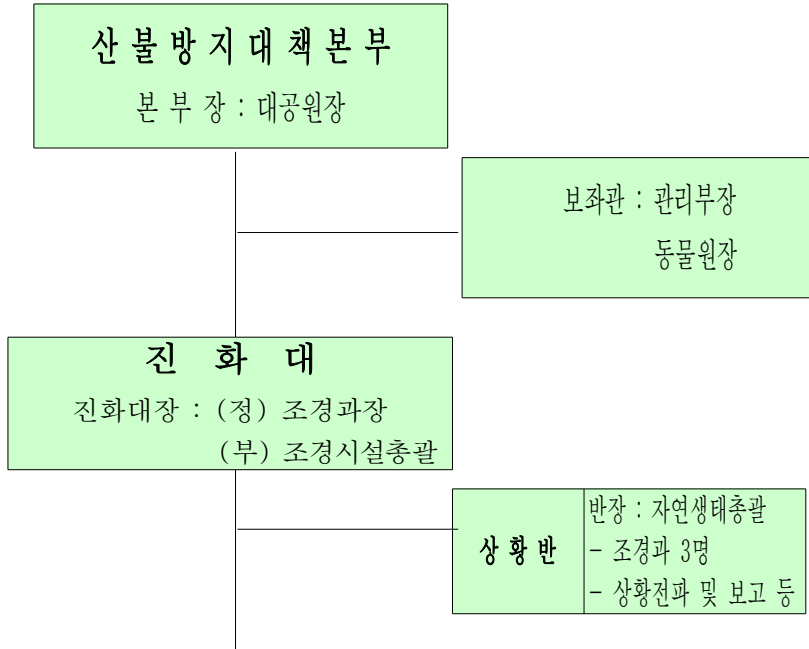 산불방지대책본부
본 부 장 : 대공원장
보좌관 : 관리부장
동물원장
진 화 대
진화대장 : (정) 조경과장
(부) 조경시설총괄
상황반
반장 : 자연생태총괄
- 조경과 3명
- 상황전파 및 보고 등